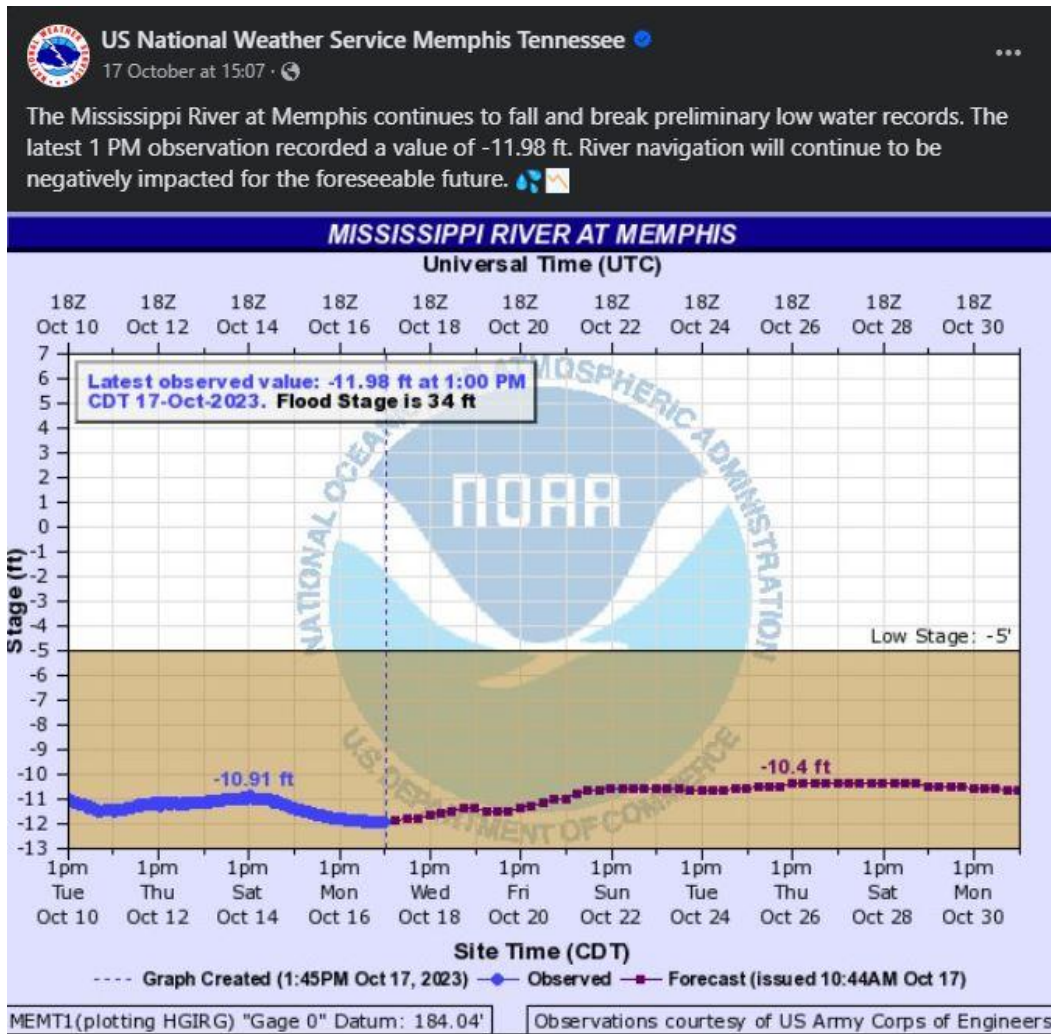 US National Weather Service Memphis Tennessee
17 October at 15:07 ·
The Mississippi River at Memphis continues to fall and break preliminary low water records. The
latest 1 PM observation recorded a value of -11.98 ft. River navigation will continue to be
negatively impacted for the foreseeable future. 💦📉
MISSISSIPPI RIVER AT MEMPHIS
Universal Time (UTC)
18Z 18Z 18Z 18Z 18Z 18Z 18Z 18Z 18Z 18Z 18Z
Oct 10 Oct 12 Oct 14 Oct 16 Oct 18 Oct 20 Oct 22 Oct 24 Oct 26 Oct 28 Oct 30
Latest observed value: -11.98 ft at 1:00 PM
CDT 17-Oct-2023. Flood Stage is 34 ft
Stage (ft)
7
6
5
4
3
2
1
0
-1
-2
-3
-4
-5
-6
-7
-8
-9
-10
-11
-12
-13
NATIONAL OCEANIC AND ATMOSPHERIC ADMINISTRATION
NOAA
U.S. DEPARTMENT OF COMMERCE
Low Stage: -5'
-10.91 ft
-10.4 ft
1pm 1pm 1pm 1pm 1pm 1pm 1pm 1pm 1pm 1pm 1pm
Tue Thu Sat Mon Wed Fri Sun Tue Thu Sat Mon
Oct 10 Oct 12 Oct 14 Oct 16 Oct 18 Oct 20 Oct 22 Oct 24 Oct 26 Oct 28 Oct 30
Site Time (CDT)
Graph Created (1:45PM Oct 17, 2023) Observed Forecast (issued 10:44AM Oct 17)
MEMT1(plotting HGIRG) "Gage 0" Datum: 184.04'
Observations courtesy of US Army Corps of Engineers